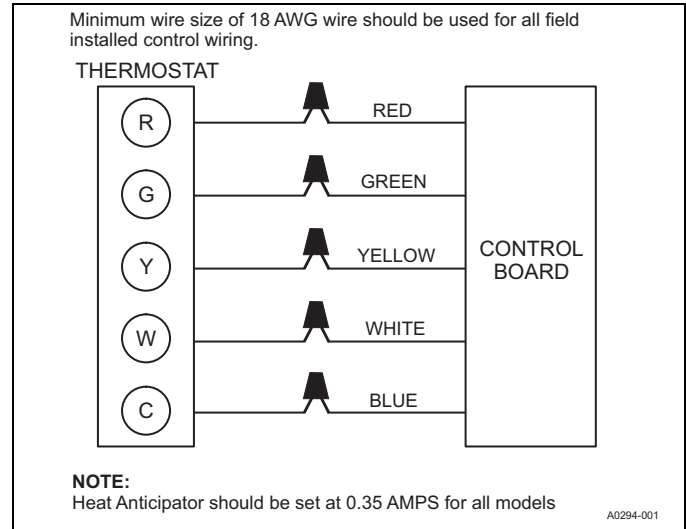 Minimum wire size of 18 AWG wire should be used for all field
installed control wiring.
THERMOSTAT
R
RED
G
GREEN
Y
YELLOW
CONTROL
BOARD
W
WHITE
C
BLUE
NOTE:
Heat Anticipator should be set at 0.35 AMPS for all models
A0294-001